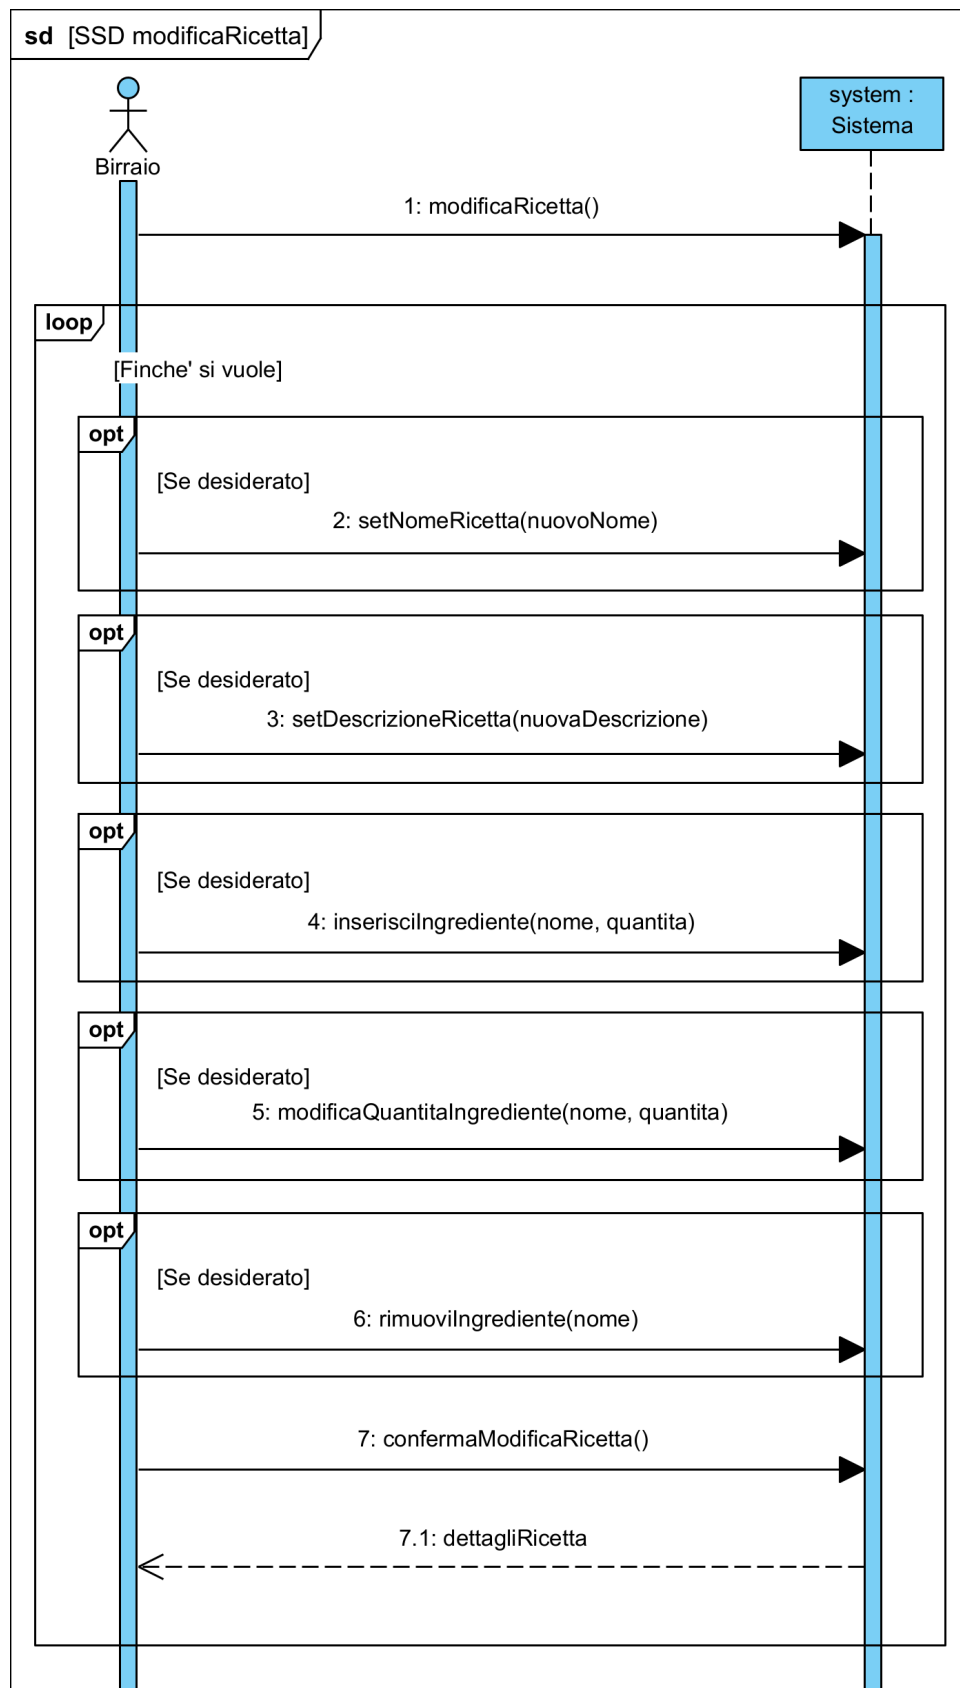 sd [SSD modificaRicetta]
system :
Sistema
Birraio
1: modificaRicetta()
loop
[Finche' si vuole]
opt
[Se desiderato]
2: setNomeRicetta(nuovoNome)
opt
[Se desiderato]
3: setDescrizioneRicetta(nuovaDescrizione)
opt
[Se desiderato]
4: inserisciIngrediente(nome, quantita)
opt
[Se desiderato]
5: modificaQuantitaIngrediente(nome, quantita)
opt
[Se desiderato]
6: rimuoviIngrediente(nome)
7: confermaModificaRicetta()
7.1: dettagliRicetta